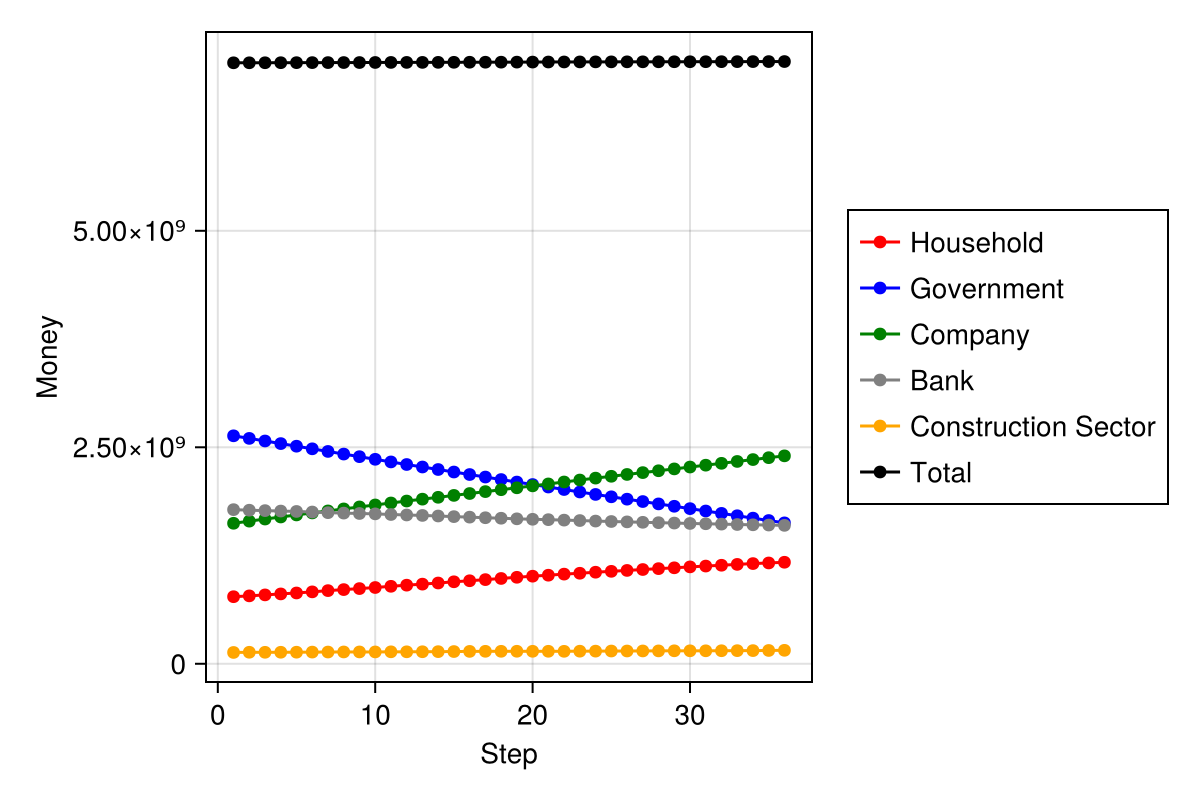 5.00×10⁹
2.50×10⁹
0
Money
0 10 20 30
Step
Household
Government
Company
Bank
Construction Sector
Total